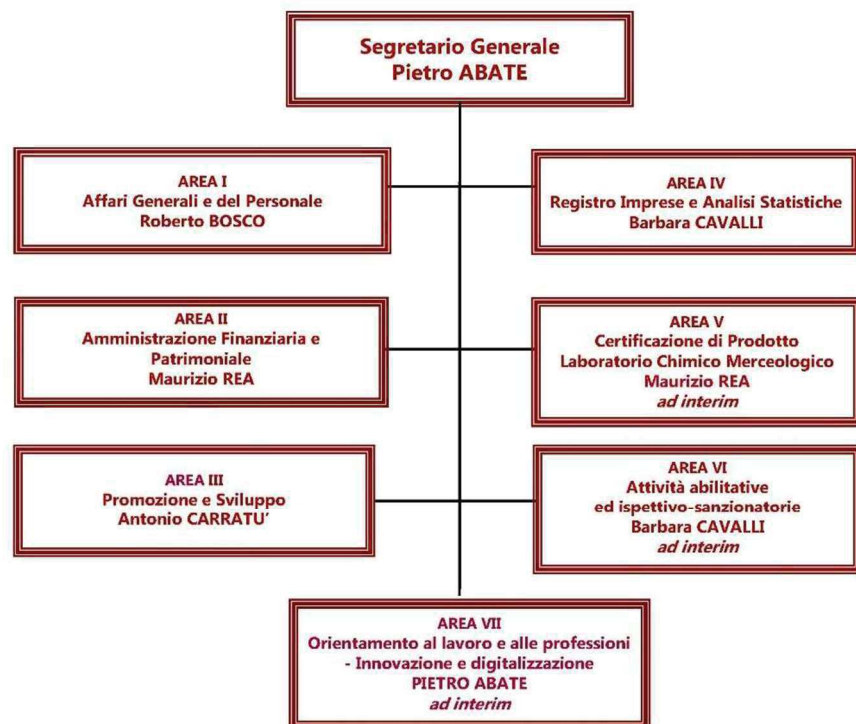 Segretario Generale
Pietro ABATE
AREA I
Affari Generali e del Personale
Roberto BOSCO
AREA IV
Registro Imprese e Analisi Statistiche
Barbara CAVALLI
AREA II
Amministrazione Finanziaria e
Patrimoniale
Maurizio REA
AREA V
Certificazione di Prodotto
Laboratorio Chimico Merceologico
Maurizio REA
ad interim
AREA III
Promozione e Sviluppo
Antonio CARRATU'
AREA VI
Attività abilitative
ed ispettivo-sanzionatorie
Barbara CAVALLI
ad interim
AREA VII
Orientamento al lavoro e alle professioni
- Innovazione e digitalizzazione
PIETRO ABATE
ad interim